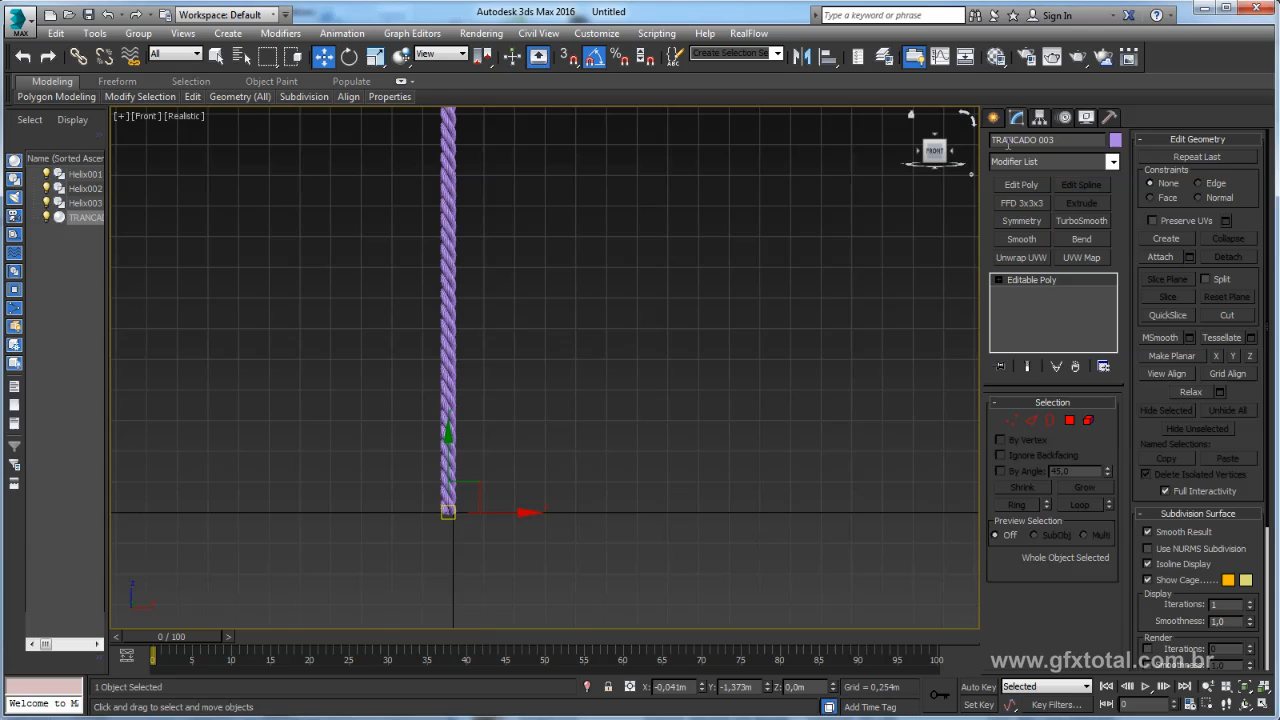 Workspace: Default
Autodesk 3ds Max 2016 Untitled
Type a keyword or phrase
Sign In
MAX
Edit Tools Group Views Create Modifiers Animation Graph Editors Rendering Civil View Customize Scripting Help RealFlow
All
View
Create Selection Se
Modeling Freeform Selection Object Paint Populate
Polygon Modeling Modify Selection Edit Geometry (All) Subdivision Align Properties
Select Display
Name (Sorted Ascen
Helix001
Helix002
Helix003
TRANCAD
[+] [Front] [Realistic]
FRONT
TRANCADO 003
Modifier List
Edit Poly Edit Spline
FFD 3x3x3 Extrude
Symmetry TurboSmooth
Smooth Bend
Unwrap UVW UVW Map
Editable Poly
Selection
By Vertex
Ignore Backfacing
By Angle: 45,0
Shrink Grow
Ring Loop
Preview Selection
Off SubObj Multi
Whole Object Selected
Edit Geometry
Repeat Last
Constraints
None Edge
Face Normal
Preserve UVs
Create Collapse
Attach Detach
Slice Plane Split
Slice Reset Plane
QuickSlice Cut
MSmooth Tessellate
Make Planar X Y Z
View Align Grid Align
Relax
Hide Selected Unhide All
Hide Unselected
Named Selections:
Copy Paste
Delete Isolated Vertices
Full Interactivity
Subdivision Surface
Smooth Result
Use NURMS Subdivision
Isoline Display
Show Cage......
Display
Iterations: 1
Smoothness: 1,0
Render
Iterations: 0
Smoothness: 1,0
www.gfxtotal.com.br
0 / 100
0 5 10 15 20 25 30 35 40 45 50 55 60 65 70 75 80 85 90 95 100
1 Object Selected
X: -0,041m Y: -1,373m Z: 0,0m Grid = 0,254m
Auto Key Selected
Welcome to M
Click and drag to select and move objects
Add Time Tag
Set Key Key Filters... 0